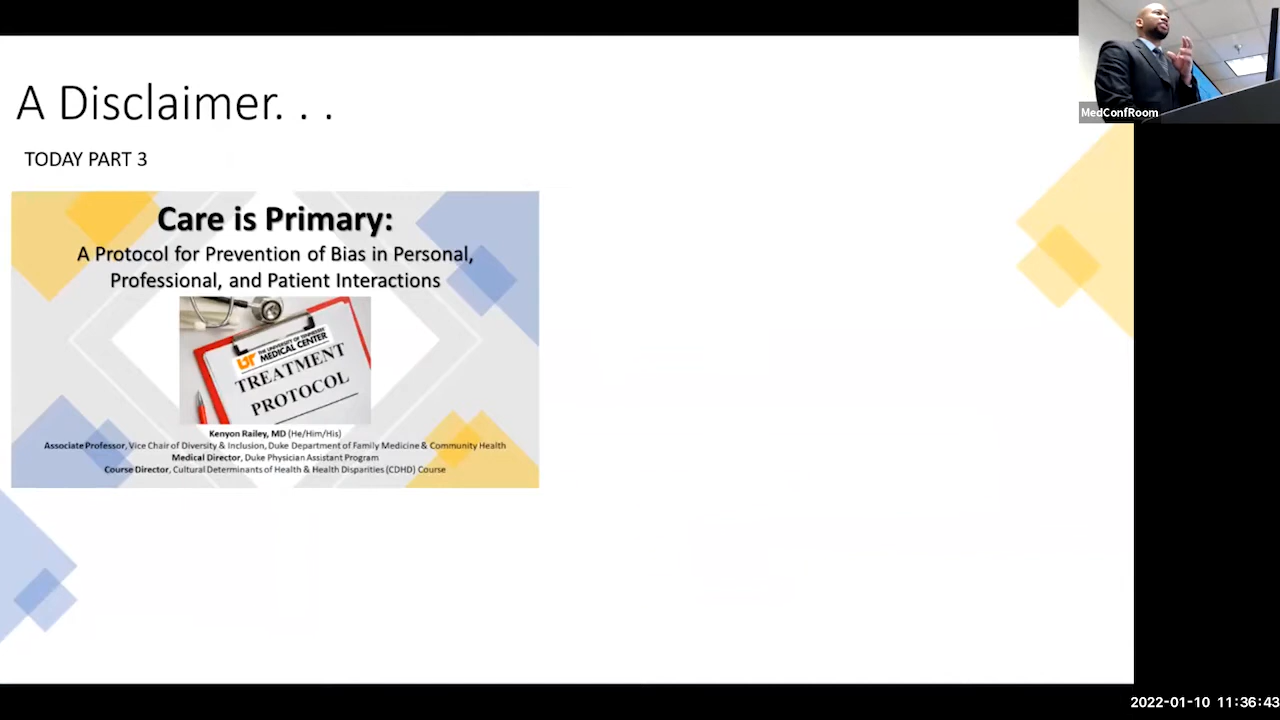 A Disclaimer. . .
TODAY PART 3
Care is Primary:
A Protocol for Prevention of Bias in Personal,
Professional, and Patient Interactions
THE UNIVERSITY OF TENNESSEE
MEDICAL CENTER
TREATMENT
PROTOCOL
Kenyon Railey, MD (He/Him/His)
Associate Professor, Vice Chair of Diversity & Inclusion, Duke Department of Family Medicine & Community Health
Medical Director, Duke Physician Assistant Program
Course Director, Cultural Determinants of Health & Health Disparities (CDHD) Course
MedConfRoom
2022-01-10 11:36:43